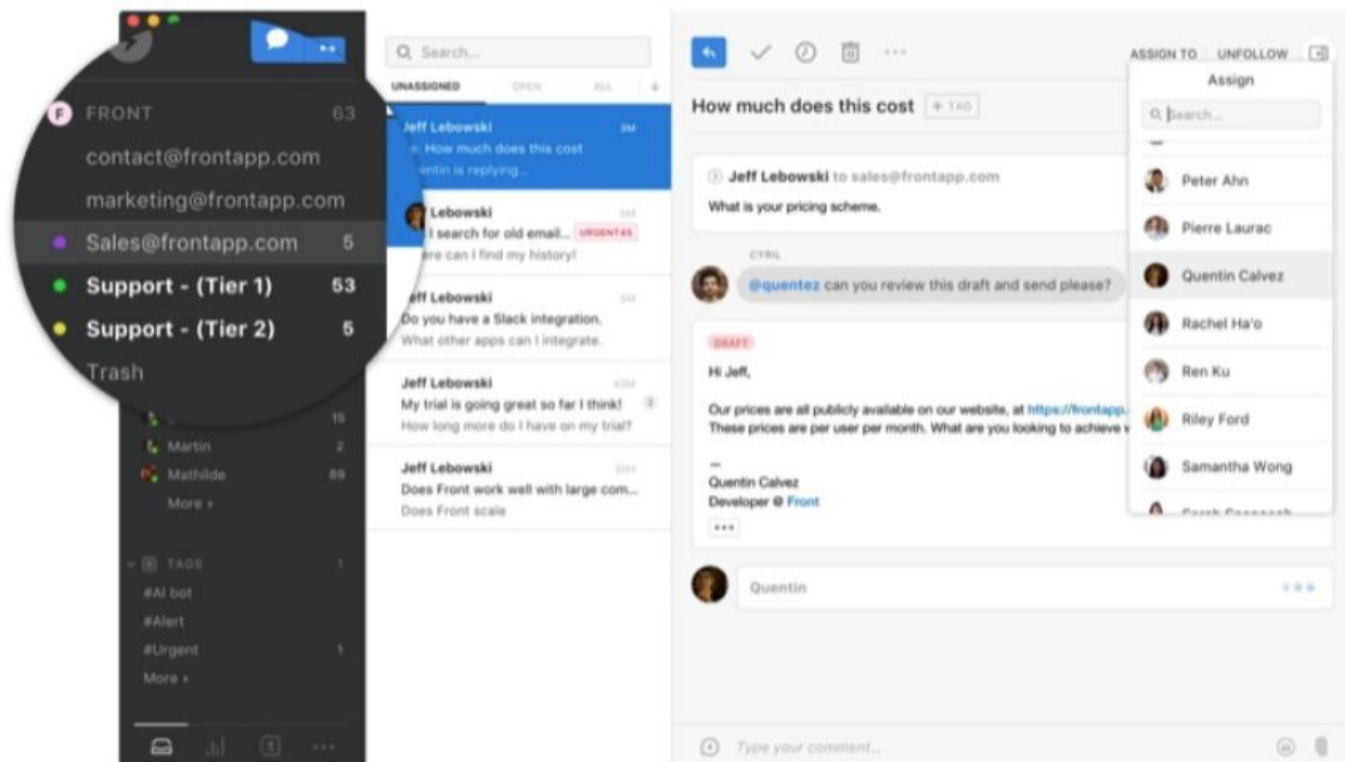 F FRONT 63
contact@frontapp.com
marketing@frontapp.com
Sales@frontapp.com 5
Support - (Tier 1) 53
Support - (Tier 2) 5
Trash
15
Martin 2
Mathilde 89
More
TAGS 1
#AI bot
#Alert
#Urgent 1
More
Search...
UNASSIGNED OPEN ALL
Jeff Lebowski 3M
How much does this cost
entin is replying...
Lebowski 5M
I search for old email... URGENT
ere can I find my history!
Jeff Lebowski
Do you have a Slack integration.
What other apps can I integrate.
Jeff Lebowski 42M
My trial is going great so far I think! 2
How long more do I have on my trial?
Jeff Lebowski
Does Front work well with large com...
Does Front scale
ASSIGN TO UNFOLLOW
How much does this cost + TAG
Jeff Lebowski to sales@frontapp.com
What is your pricing scheme.
CYRIL
@quentez can you review this draft and send please?
DRAFT
Hi Jeff,
Our prices are all publicly available on our website, at https://frontapp.
These prices are per user per month. What are you looking to achieve w
—
Quentin Calvez
Developer @ Front
Quentin
Type your comment...
Assign
Search...
Peter Ahn
Pierre Laurac
Quentin Calvez
Rachel Ha'o
Ren Ku
Riley Ford
Samantha Wong